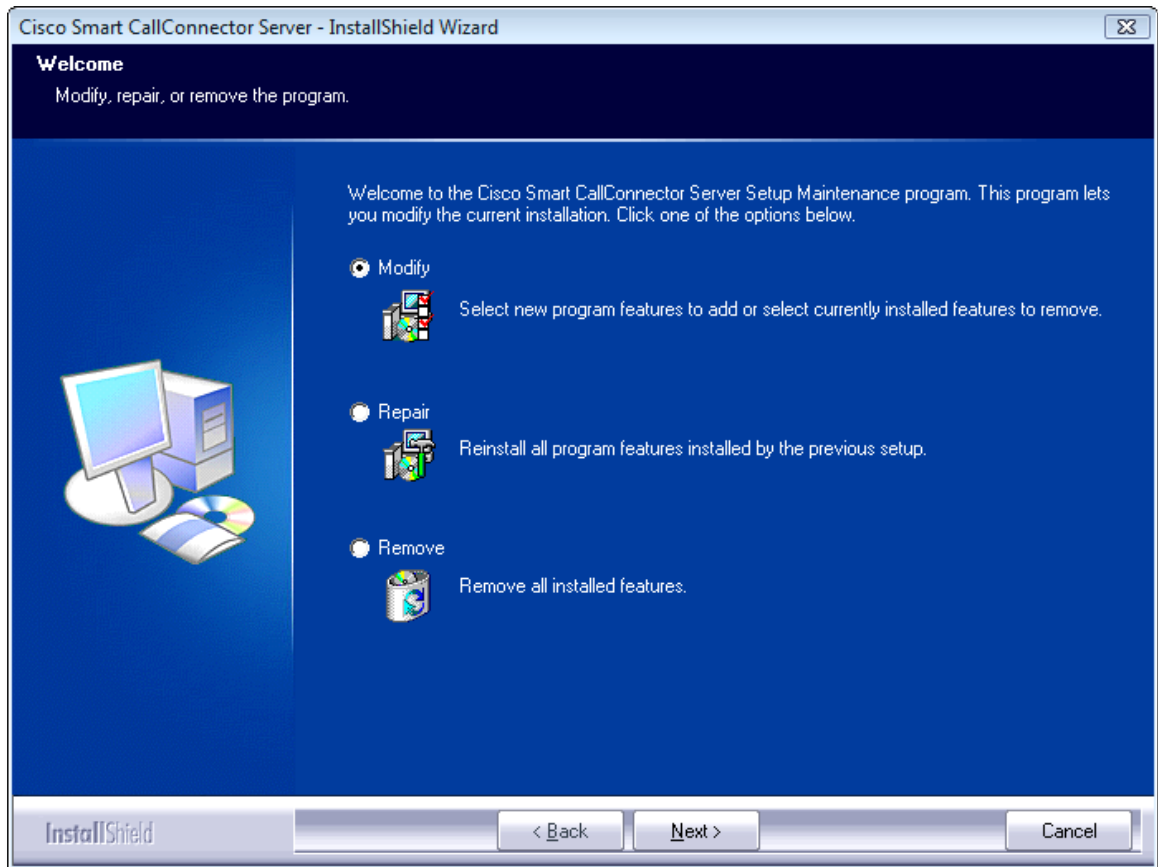 Cisco Smart CallConnector Server - InstallShield Wizard
Welcome
Modify, repair, or remove the program.
Welcome to the Cisco Smart CallConnector Server Setup Maintenance program. This program lets
you modify the current installation. Click one of the options below.
Modify
Select new program features to add or select currently installed features to remove.
Repair
Reinstall all program features installed by the previous setup.
Remove
Remove all installed features.
InstallShield
< Back
Next >
Cancel